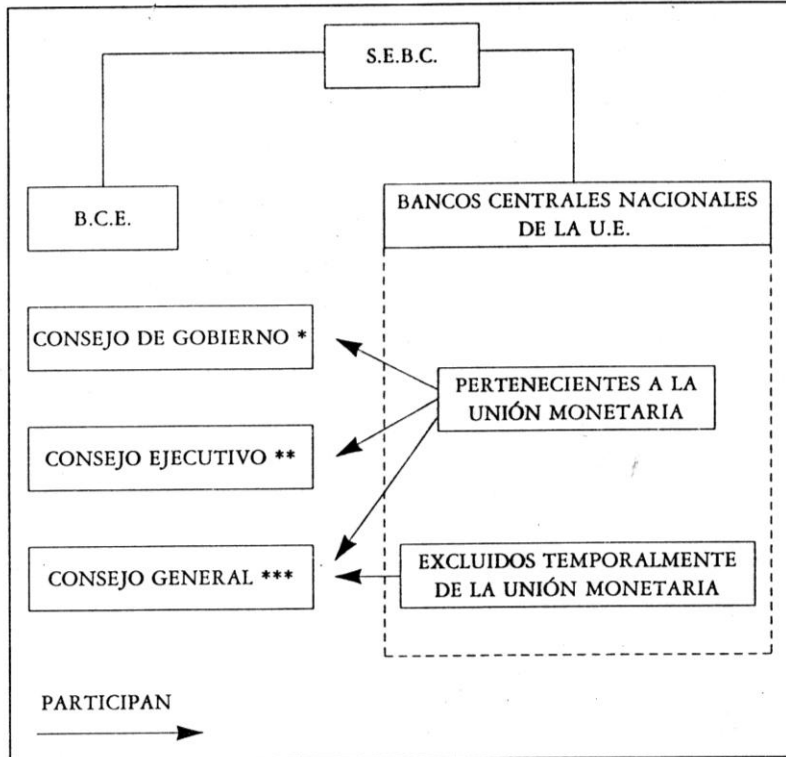 S.E.B.C.
B.C.E.
BANCOS CENTRALES NACIONALES
DE LA U.E.
CONSEJO DE GOBIERNO *
PERTENECIENTES A LA
UNIÓN MONETARIA
CONSEJO EJECUTIVO **
CONSEJO GENERAL ***
EXCLUIDOS TEMPORALMENTE
DE LA UNIÓN MONETARIA
PARTICIPAN